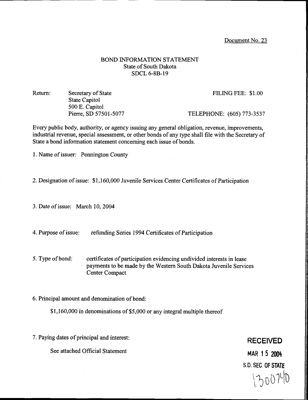 Document No. 23
BOND INFORMATION STATEMENT
State of South Dakota
SDCL 6-8B-19
Return: Secretary of State FILING FEE: $1.00
State Capitol
500 E. Capitol
Pierre, SD 57501-5077 TELEPHONE: (605) 773-3537
Every public body, authority, or agency issuing any general obligation, revenue, improvements,
industrial revenue, special assessment, or other bonds of any type shall file with the Secretary of
State a bond information statement concerning each issue of bonds.
1. Name of issuer: Pennington County
2. Designation of issue: $1,160,000 Juvenile Services Center Certificates of Participation
3. Date of issue: March 10, 2004
4. Purpose of issue: refunding Series 1994 Certificates of Participation
5. Type of bond: certificates of participation evidencing undivided interests in lease
payments to be made by the Western South Dakota Juvenile Services
Center Compact
6. Principal amount and denomination of bond:
$1,160,000 in denominations of $5,000 or any integral multiple thereof
7. Paying dates of principal and interest:
See attached Official Statement
RECEIVED
MAR 15 2004
S.D. SEC. OF STATE
1300740